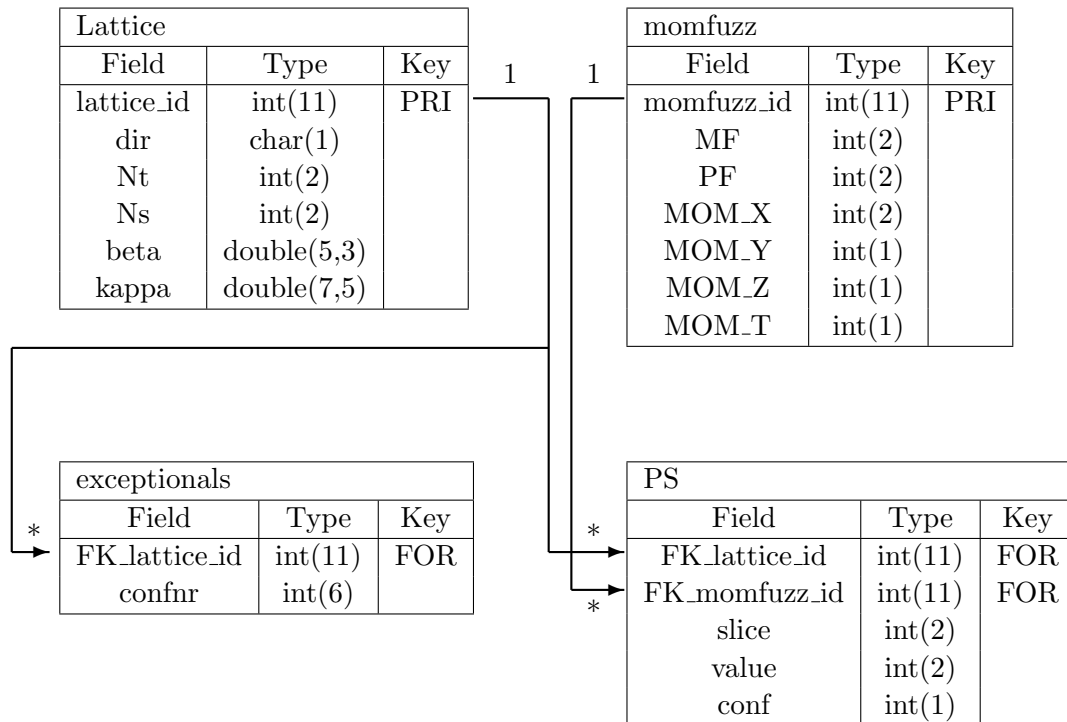 Lattice
Field Type Key
lattice_id int(11) PRI
dir char(1)
Nt int(2)
Ns int(2)
beta double(5,3)
kappa double(7,5)
1 1
momfuzz
Field Type Key
momfuzz_id int(11) PRI
MF int(2)
PF int(2)
MOM_X int(2)
MOM_Y int(1)
MOM_Z int(1)
MOM_T int(1)
exceptionals
Field Type Key
* FK_lattice_id int(11) FOR
confnr int(6)
PS
Field Type Key
* FK_lattice_id int(11) FOR
* FK_momfuzz_id int(11) FOR
slice int(2)
value int(2)
conf int(1)